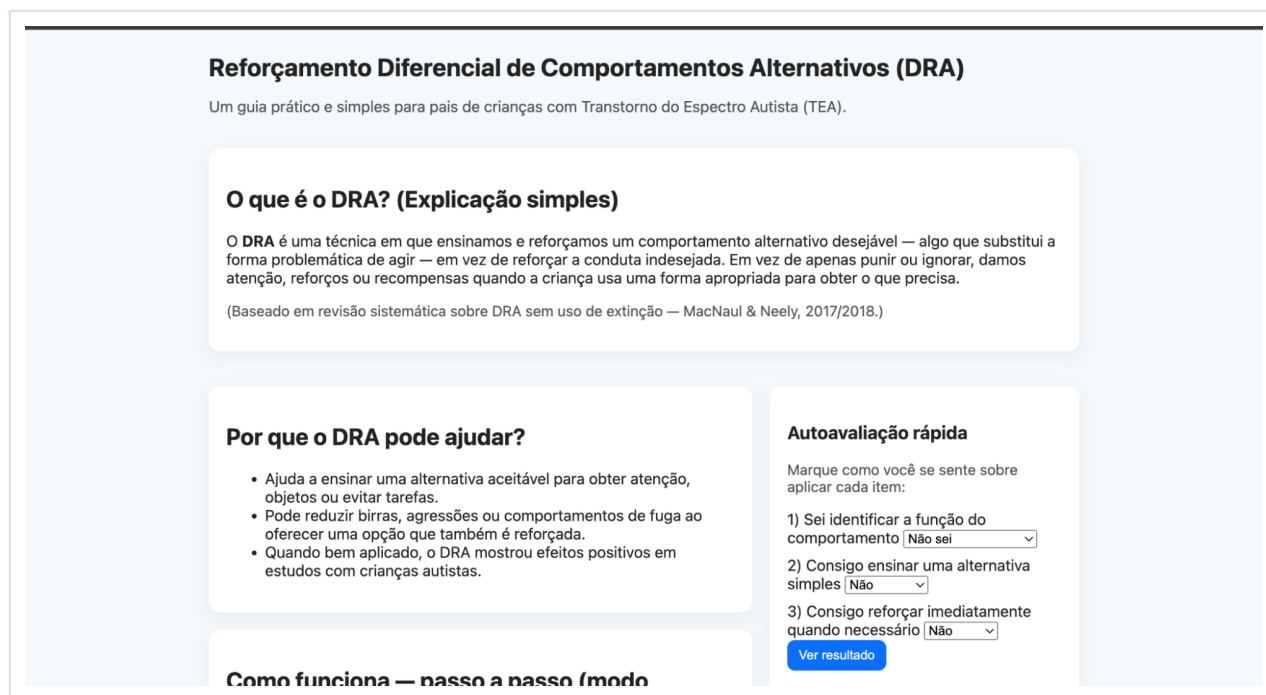 Reforçamento Diferencial de Comportamentos Alternativos (DRA)
Um guia prático e simples para pais de crianças com Transtorno do Espectro Autista (TEA).
O que é o DRA? (Explicação simples)
O DRA é uma técnica em que ensinamos e reforçamos um comportamento alternativo desejável — algo que substitui a
forma problemática de agir — em vez de reforçar a conduta indesejada. Em vez de apenas punir ou ignorar, damos
atenção, reforços ou recompensas quando a criança usa uma forma apropriada para obter o que precisa.
(Baseado em revisão sistemática sobre DRA sem uso de extinção — MacNaul & Neely, 2017/2018.)
Por que o DRA pode ajudar?
• Ajuda a ensinar uma alternativa aceitável para obter atenção,
objetos ou evitar tarefas.
• Pode reduzir birras, agressões ou comportamentos de fuga ao
oferecer uma opção que também é reforçada.
• Quando bem aplicado, o DRA mostrou efeitos positivos em
estudos com crianças autistas.
Como funciona — passo a passo (modo
Autoavaliação rápida
Marque como você se sente sobre
aplicar cada item:
1) Sei identificar a função do
comportamento Não sei
2) Consigo ensinar uma alternativa
simples Não
3) Consigo reforçar imediatamente
quando necessário Não
Ver resultado